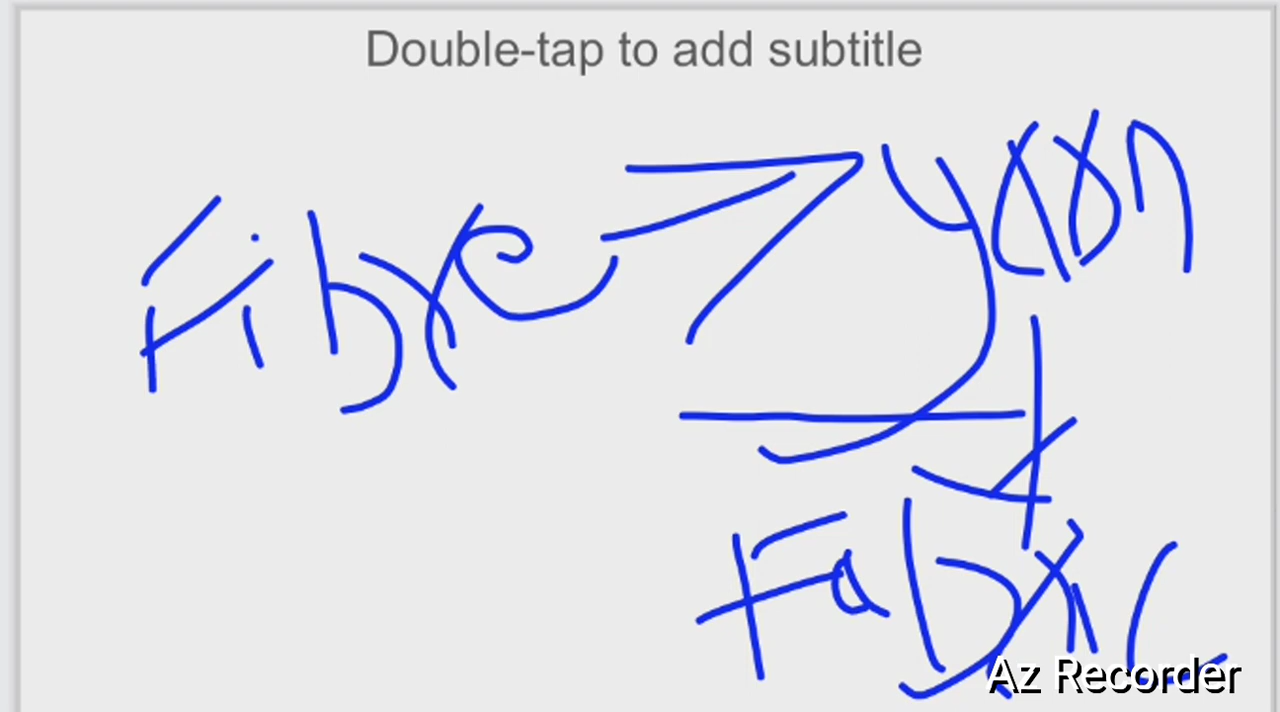 Double-tap to add subtitle
Fibre → yarn
↓
Fabric
Az Recorder